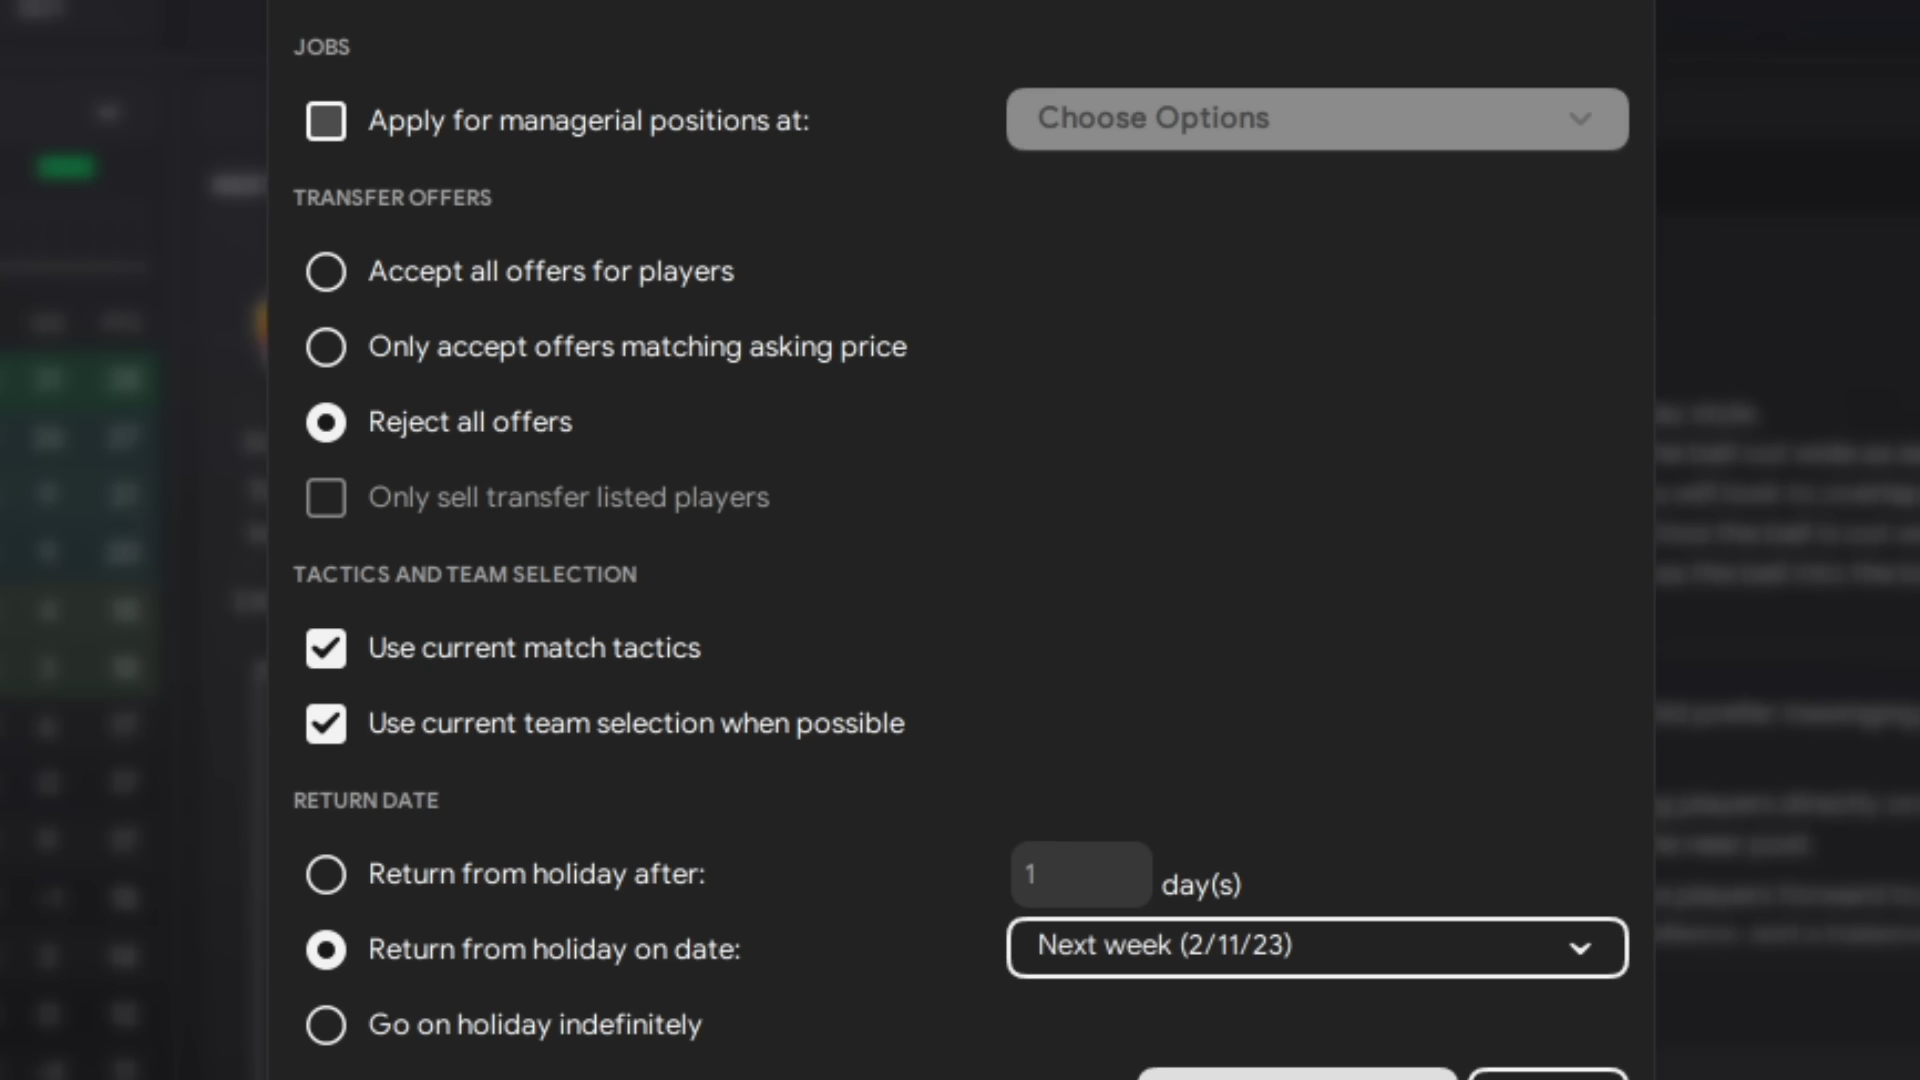 JOBS
Apply for managerial positions at:
Choose Options
TRANSFER OFFERS
Accept all offers for players
Only accept offers matching asking price
Reject all offers
Only sell transfer listed players
TACTICS AND TEAM SELECTION
Use current match tactics
Use current team selection when possible
RETURN DATE
Return from holiday after:
1
day(s)
Return from holiday on date:
Next week (2/11/23)
Go on holiday indefinitely